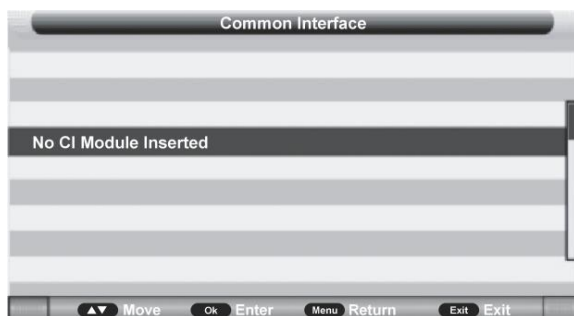 Common Interface
No CI Module Inserted
▲▼ Move Ok Enter Menu Return Exit Exit